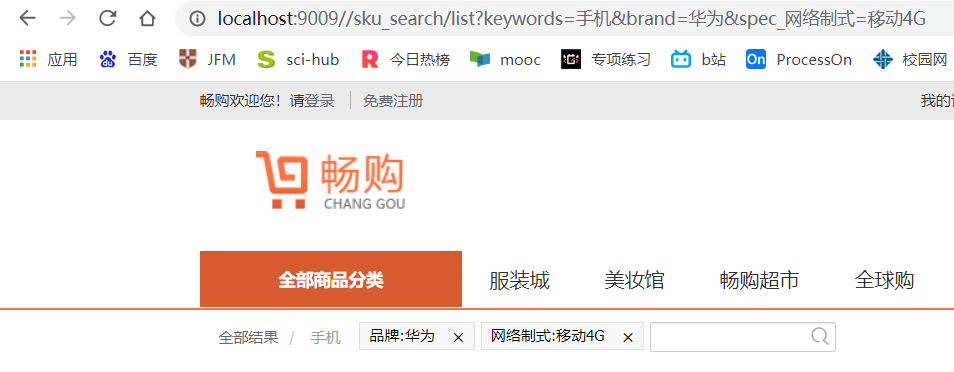 localhost:9009//sku_search/list?keywords=手机&brand=华为&spec_网络制式=移动4G
应用 百度 JFM sci-hub 今日热榜 mooc 专项练习 b站 On ProcessOn 校园网
畅购欢迎您！请登录 免费注册 我的
畅购
CHANG GOU
全部商品分类 服装城 美妆馆 畅购超市 全球购
全部结果 / 手机 品牌:华为 × 网络制式:移动4G ×